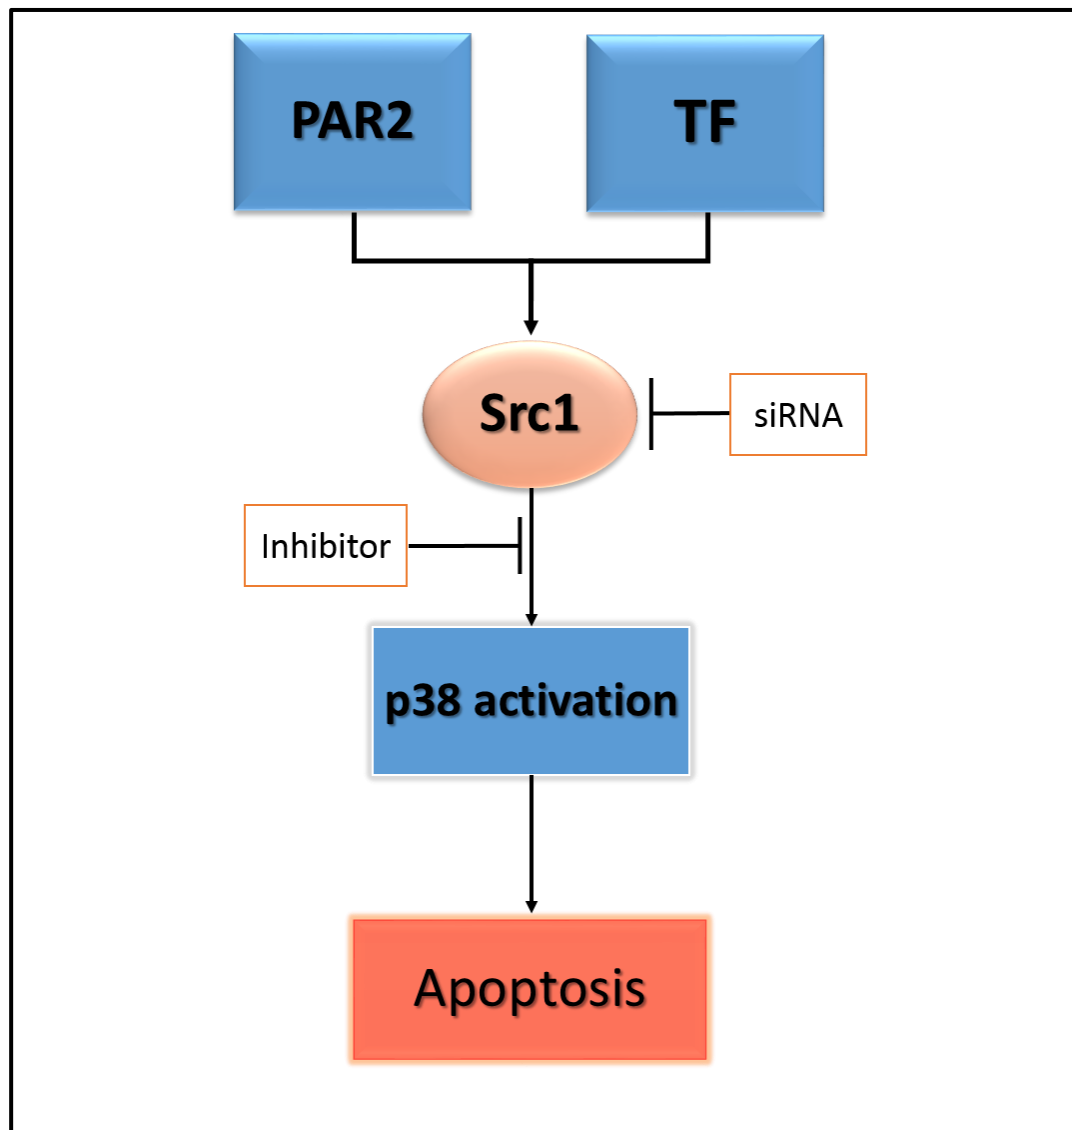 PAR2
TF
Src1
siRNA
Inhibitor
p38 activation
Apoptosis